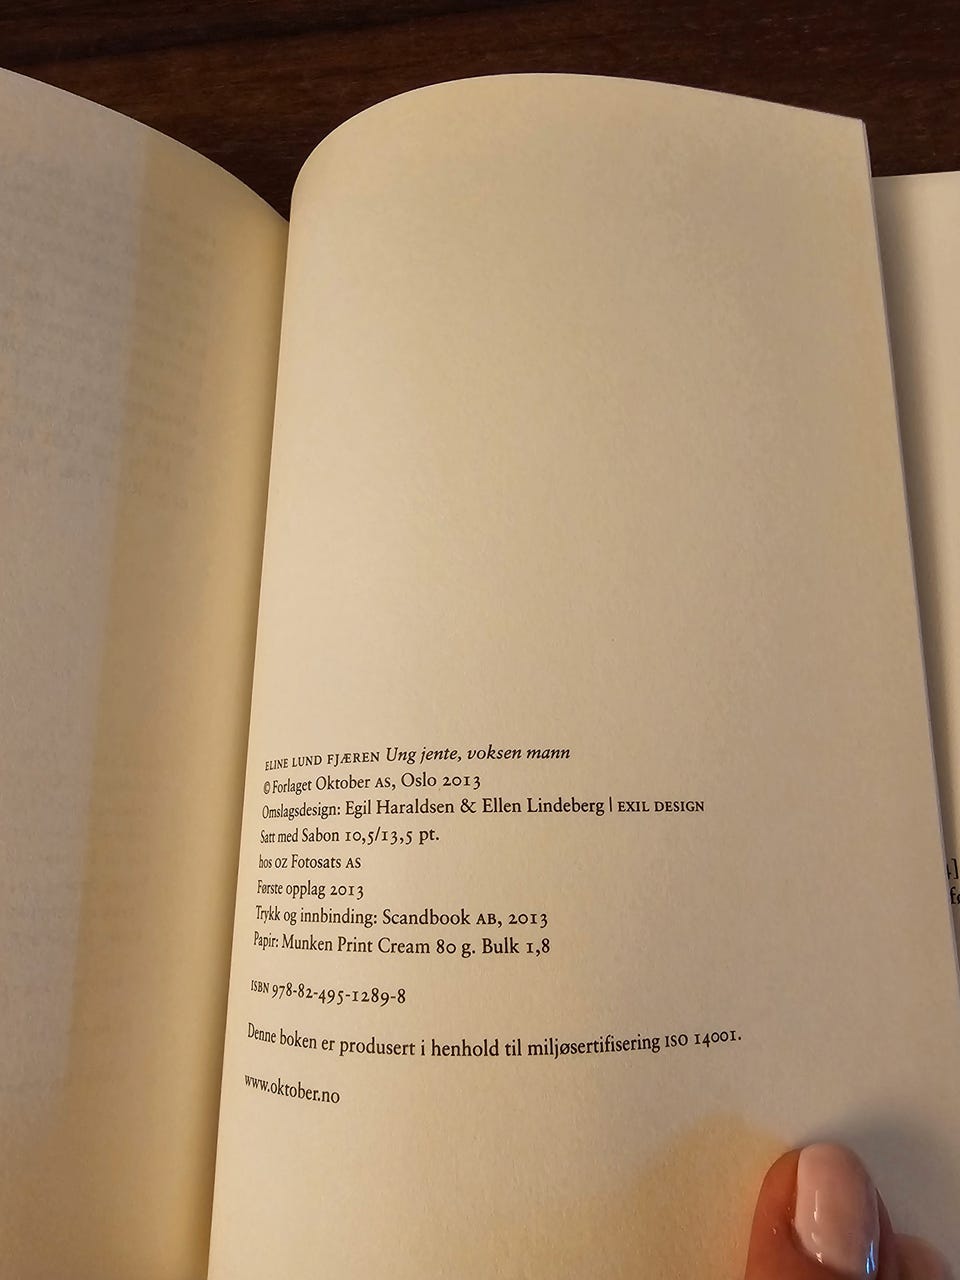 ELINE LUND FJÆREN Ung jente, voksen mann
© Forlaget Oktober AS, Oslo 2013
Omslagsdesign: Egil Haraldsen & Ellen Lindeberg | EXIL DESIGN
Satt med Sabon 10,5/13,5 pt.
hos OZ Fotosats AS
Første opplag 2013
Trykk og innbinding: Scandbook AB, 2013
Papir: Munken Print Cream 80 g. Bulk 1,8
ISBN 978-82-495-1289-8
Denne boken er produsert i henhold til miljøsertifisering ISO 14001.
www.oktober.no